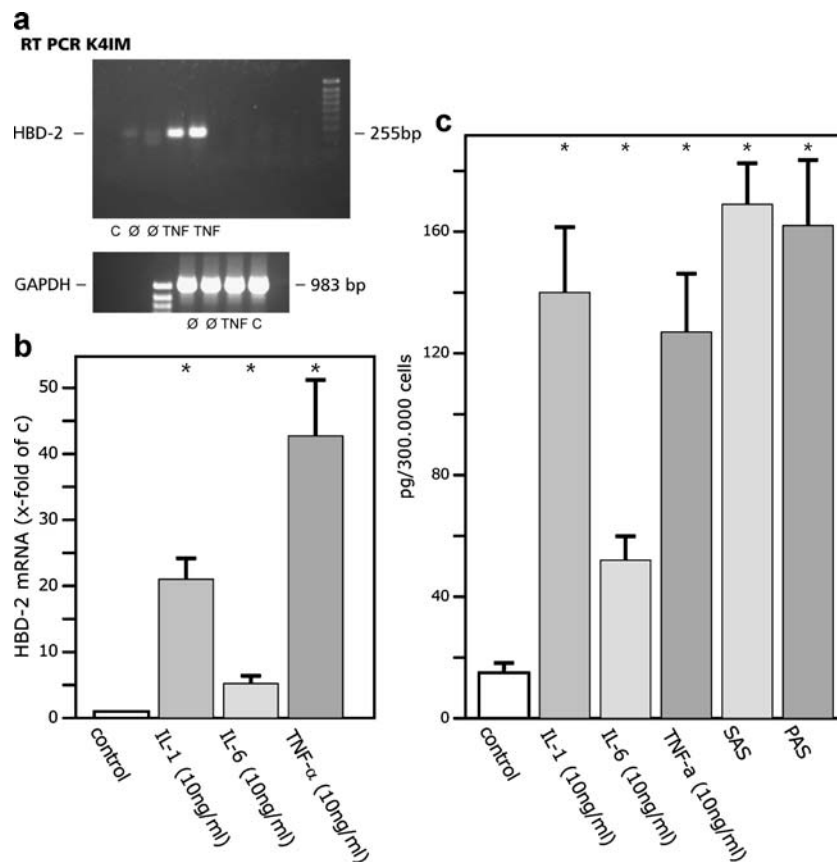 a
RT PCR K4IM
HBD-2 –
– 255bp
C Ø Ø TNF TNF
GAPDH –
– 983 bp
Ø Ø TNF C
b
HBD-2 mRNA (x-fold of c)
50
40
30
20
10
0
* * *
control
IL-1 (10ng/ml)
IL-6 (10ng/ml)
TNF-α (10ng/ml)
c
pg/300.000 cells
160
120
80
40
0
* * * * *
control
IL-1 (10ng/ml)
IL-6 (10ng/ml)
TNF-a (10ng/ml)
SAS
PAS